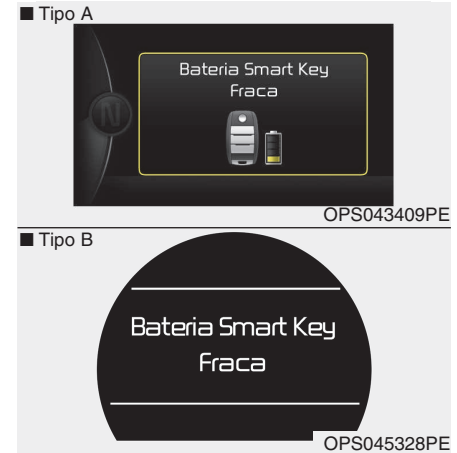 ■ Tipo A
Bateria Smart Key
Fraca
N
OPS043409PE
■ Tipo B
Bateria Smart Key
Fraca
OPS045328PE